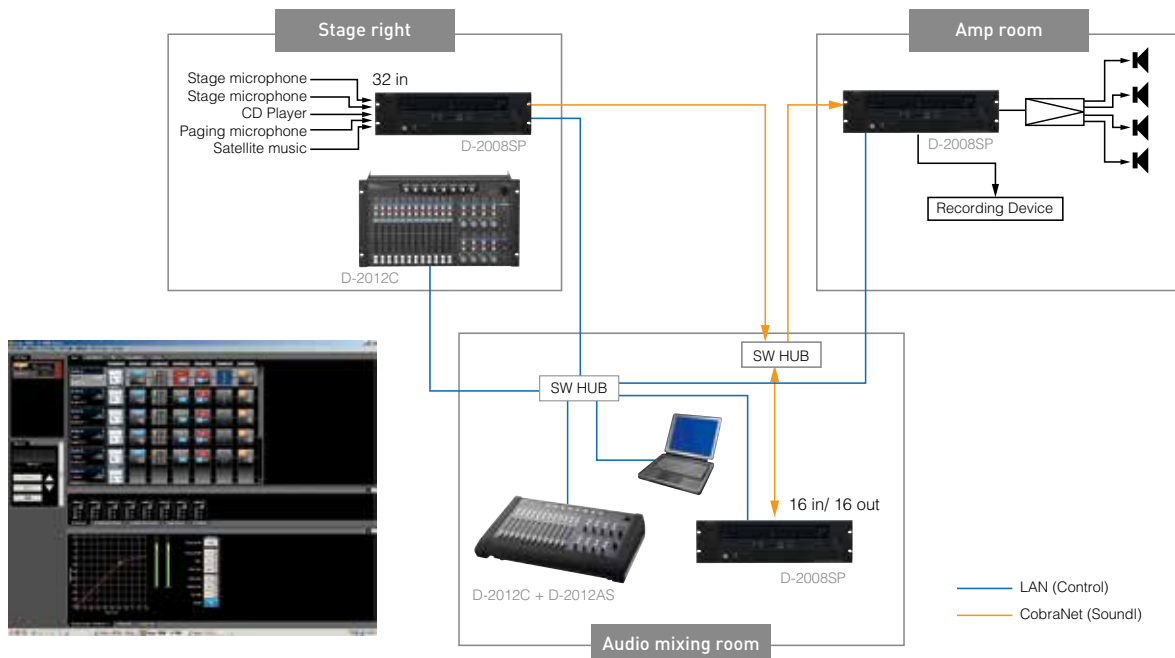 Stage right
Stage microphone
Stage microphone
CD Player
Paging microphone
Satellite music
32 in
D-2008SP
D-2012C
Amp room
D-2008SP
Recording Device
SW HUB
SW HUB
16 in/ 16 out
D-2008SP
D-2012C + D-2012AS
Audio mixing room
LAN (Control)
CobraNet (Soundl)